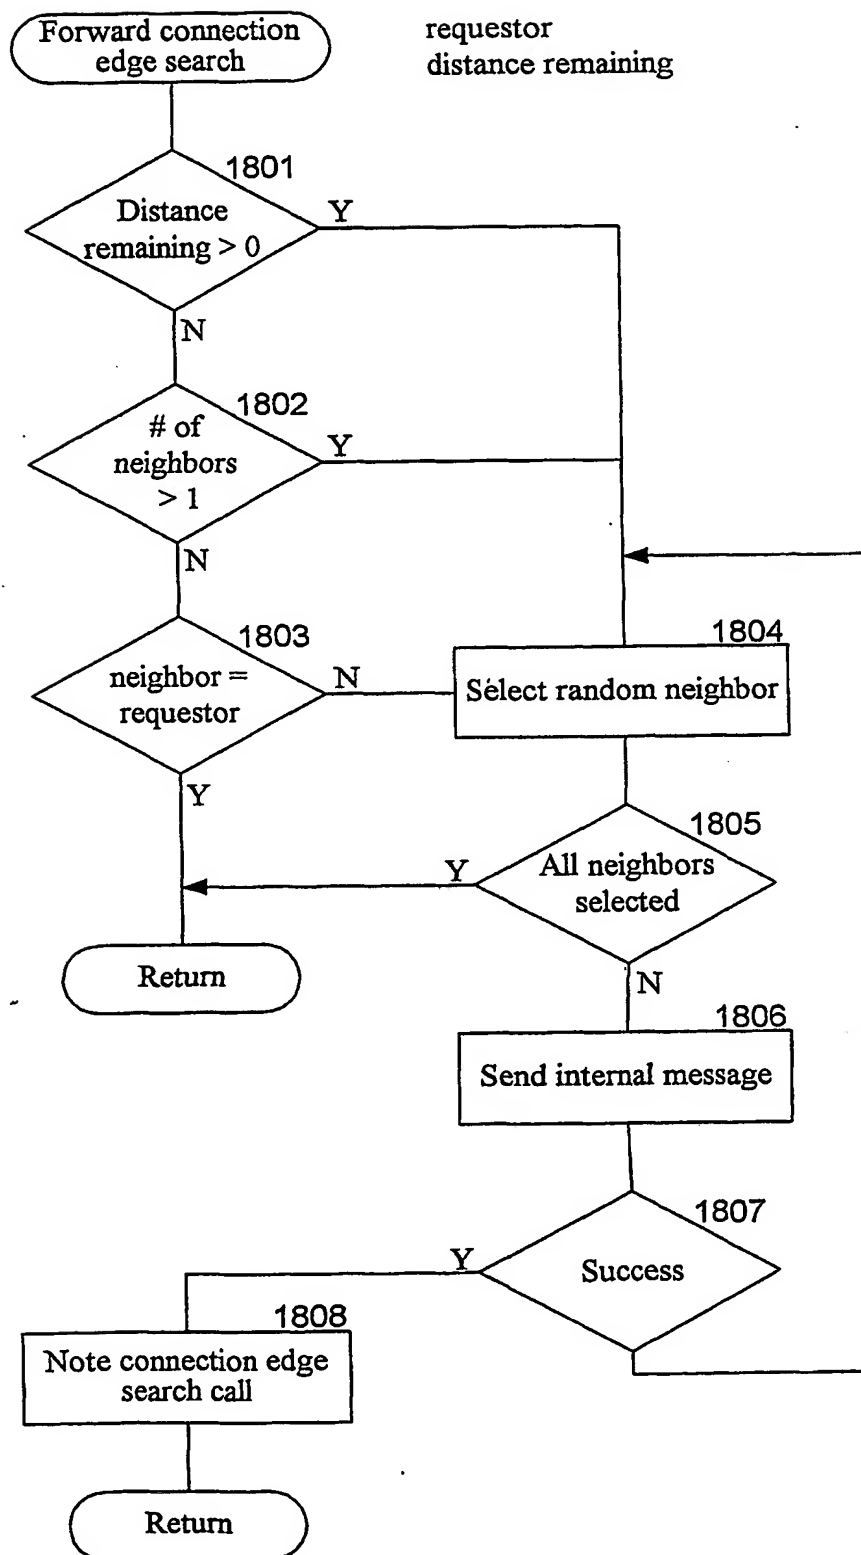 Forward connection
edge search
requestor
distance remaining
1801
Distance
remaining > 0
Y
N
1802
# of
neighbors
> 1
Y
N
1803
neighbor =
requestor
N
Y
1804
Select random neighbor
1805
All neighbors
selected
Y
N
Return
1806
Send internal message
1807
Success
Y
1808
Note connection edge
search call
Return